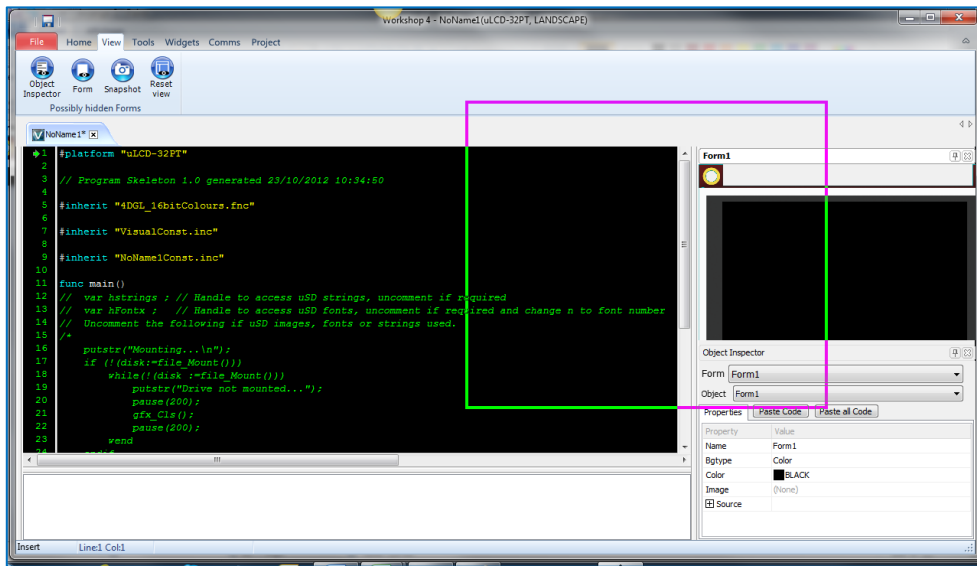 Workshop 4 - NoName1(uLCD-32PT, LANDSCAPE)
File Home View Tools Widgets Comms Project
Object Inspector
Form
Snapshot
Reset view
Possibly hidden Forms
NoName1*
1 #platform "uLCD-32PT"
2
3 // Program Skeleton 1.0 generated 23/10/2012 10:34:50
4
5 #inherit "4DGL_16bitColours.fnc"
6
7 #inherit "VisualConst.inc"
8
9 #inherit "NoName1Const.inc"
10
11 func main()
12 // var hstrings ; // Handle to access uSD strings, uncomment if required
13 // var hFontx ; // Handle to access uSD fonts, uncomment if required and change n to font number
14 // Uncomment the following if uSD images, fonts or strings used.
15 /*
16 putstr("Mounting...\n");
17 if (!(disk:=file_Mount()))
18 while(!(disk :=file_Mount()))
19 putstr("Drive not mounted...");
20 pause(200);
21 gfx_Cls();
22 pause(200);
23 wend
24 endif
Form1
Object Inspector
Form Form1
Object Form1
Properties Paste Code Paste all Code
Property Value
Name Form1
Bgtype Color
Color BLACK
Image (None)
Source
Insert Line:1 Col:1